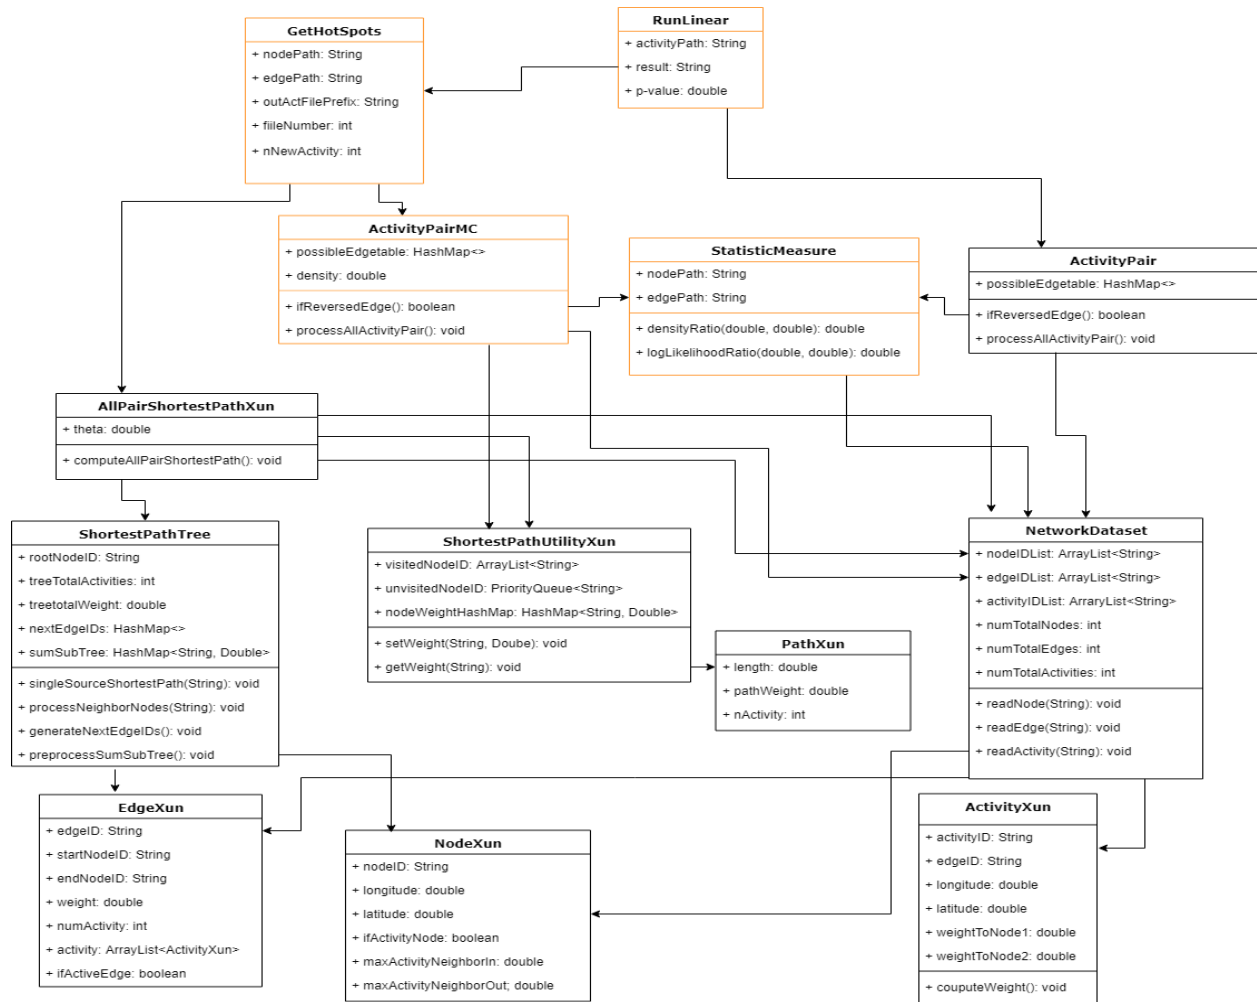 GetHotSpots
+ nodePath: String
+ edgePath: String
+ outActFilePrefix: String
+ fiileNumber: int
+ nNewActivity: int
RunLinear
+ activityPath: String
+ result: String
+ p-value: double
ActivityPairMC
+ possibleEdgetable: HashMap<>
+ density: double
+ ifReversedEdge(): boolean
+ processAllActivityPair(): void
StatisticMeasure
+ nodePath: String
+ edgePath: String
+ densityRatio(double, double): double
+ logLikelihoodRatio(double, double): double
ActivityPair
+ possibleEdgetable: HashMap<>
+ ifReversedEdge(): boolean
+ processAllActivityPair(): void
AllPairShortestPathXun
+ theta: double
+ computeAllPairShortestPath(): void
ShortestPathTree
+ rootNodeID: String
+ treeTotalActivities: int
+ treetotalWeight: double
+ nextEdgeIDs: HashMap<>
+ sumSubTree: HashMap<String, Double>
+ singleSourceShortestPath(String): void
+ processNeighborNodes(String): void
+ generateNextEdgeIDs(): void
+ preprocessSumSubTree(): void
ShortestPathUtilityXun
+ visitedNodeID: ArrayList<String>
+ unvisitedNodeID: PriorityQueue<String>
+ nodeWeightHashMap: HashMap<String, Double>
+ setWeight(String, Doube): void
+ getWeight(String): void
PathXun
+ length: double
+ pathWeight: double
+ nActivity: int
NetworkDataset
+ nodeIDList: ArrayList<String>
+ edgeIDList: ArrayList<String>
+ activityIDList: ArraryList<String>
+ numTotalNodes: int
+ numTotalEdges: int
+ numTotalActivities: int
+ readNode(String): void
+ readEdge(String): void
+ readActivity(String): void
EdgeXun
+ edgeID: String
+ startNodeID: String
+ endNodeID: String
+ weight: double
+ numActivity: int
+ activity: ArrayList<ActivityXun>
+ ifActiveEdge: boolean
NodeXun
+ nodeID: String
+ longitude: double
+ latitude: double
+ ifActivityNode: boolean
+ maxActivityNeighborIn: double
+ maxActivityNeighborOut; double
ActivityXun
+ activityID: String
+ edgeID: String
+ longitude: double
+ latitude: double
+ weightToNode1: double
+ weightToNode2: double
+ couputeWeight(): void